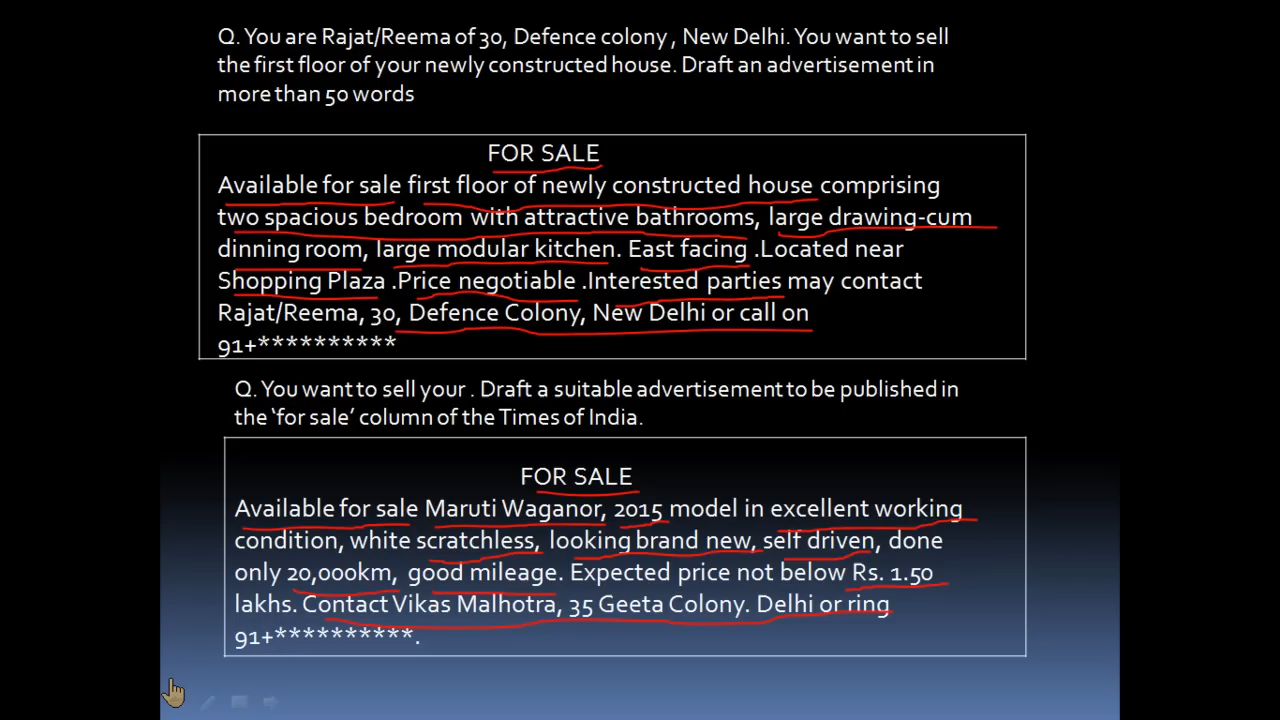 Q. You are Rajat/Reema of 30, Defence colony , New Delhi. You want to sell
the first floor of your newly constructed house. Draft an advertisement in
more than 50 words
FOR SALE
Available for sale first floor of newly constructed house comprising
two spacious bedroom with attractive bathrooms, large drawing-cum
dinning room, large modular kitchen. East facing .Located near
Shopping Plaza .Price negotiable .Interested parties may contact
Rajat/Reema, 30, Defence Colony, New Delhi or call on
91+**********
Q. You want to sell your . Draft a suitable advertisement to be published in
the ‘for sale’ column of the Times of India.
FOR SALE
Available for sale Maruti Waganor, 2015 model in excellent working
condition, white scratchless, looking brand new, self driven, done
only 20,000km, good mileage. Expected price not below Rs. 1.50
lakhs. Contact Vikas Malhotra, 35 Geeta Colony. Delhi or ring
91+**********.